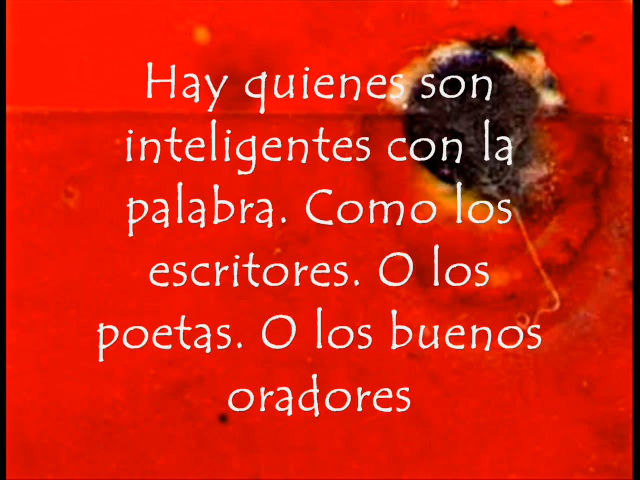 Hay quienes son
inteligentes con la
palabra. Como los
escritores. O los
poetas. O los buenos
oradores